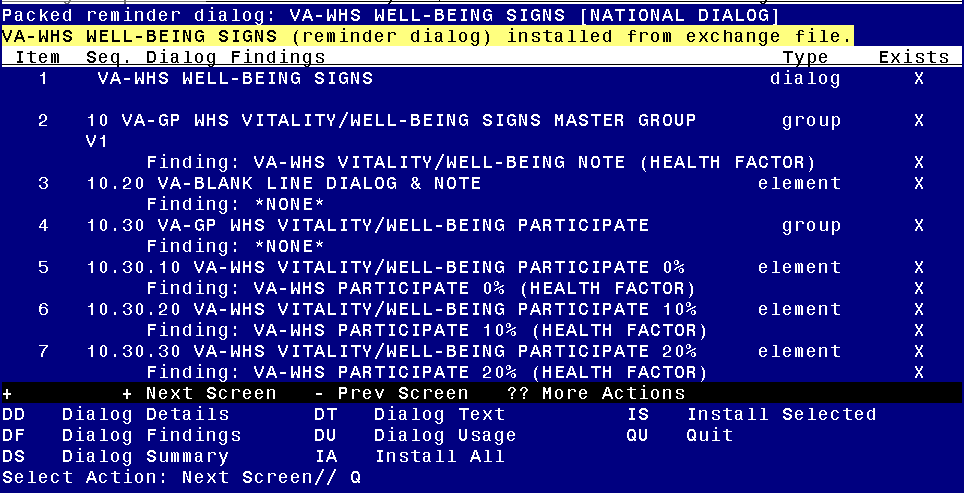 Packed reminder dialog: VA-WHS WELL-BEING SIGNS [NATIONAL DIALOG]
VA-WHS WELL-BEING SIGNS (reminder dialog) installed from exchange file.
Item  Seq. Dialog Findings  Type  Exists
1  VA-WHS WELL-BEING SIGNS  dialog  X
2  10 VA-GP WHS VITALITY/WELL-BEING SIGNS MASTER GROUP  group  X
V1
Finding: VA-WHS VITALITY/WELL-BEING NOTE (HEALTH FACTOR)  X
3  10.20 VA-BLANK LINE DIALOG & NOTE  element  X
Finding: *NONE*
4  10.30 VA-GP WHS VITALITY/WELL-BEING PARTICIPATE  group  X
Finding: *NONE*
5  10.30.10 VA-WHS VITALITY/WELL-BEING PARTICIPATE 0%  element  X
Finding: VA-WHS PARTICIPATE 0% (HEALTH FACTOR)  X
6  10.30.20 VA-WHS VITALITY/WELL-BEING PARTICIPATE 10%  element  X
Finding: VA-WHS PARTICIPATE 10% (HEALTH FACTOR)  X
7  10.30.30 VA-WHS VITALITY/WELL-BEING PARTICIPATE 20%  element  X
Finding: VA-WHS PARTICIPATE 20% (HEALTH FACTOR)  X
+  + Next Screen  - Prev Screen  ?? More Actions
DD  Dialog Details  DT  Dialog Text  IS  Install Selected
DF  Dialog Findings  DU  Dialog Usage  QU  Quit
DS  Dialog Summary  IA  Install All
Select Action: Next Screen// Q